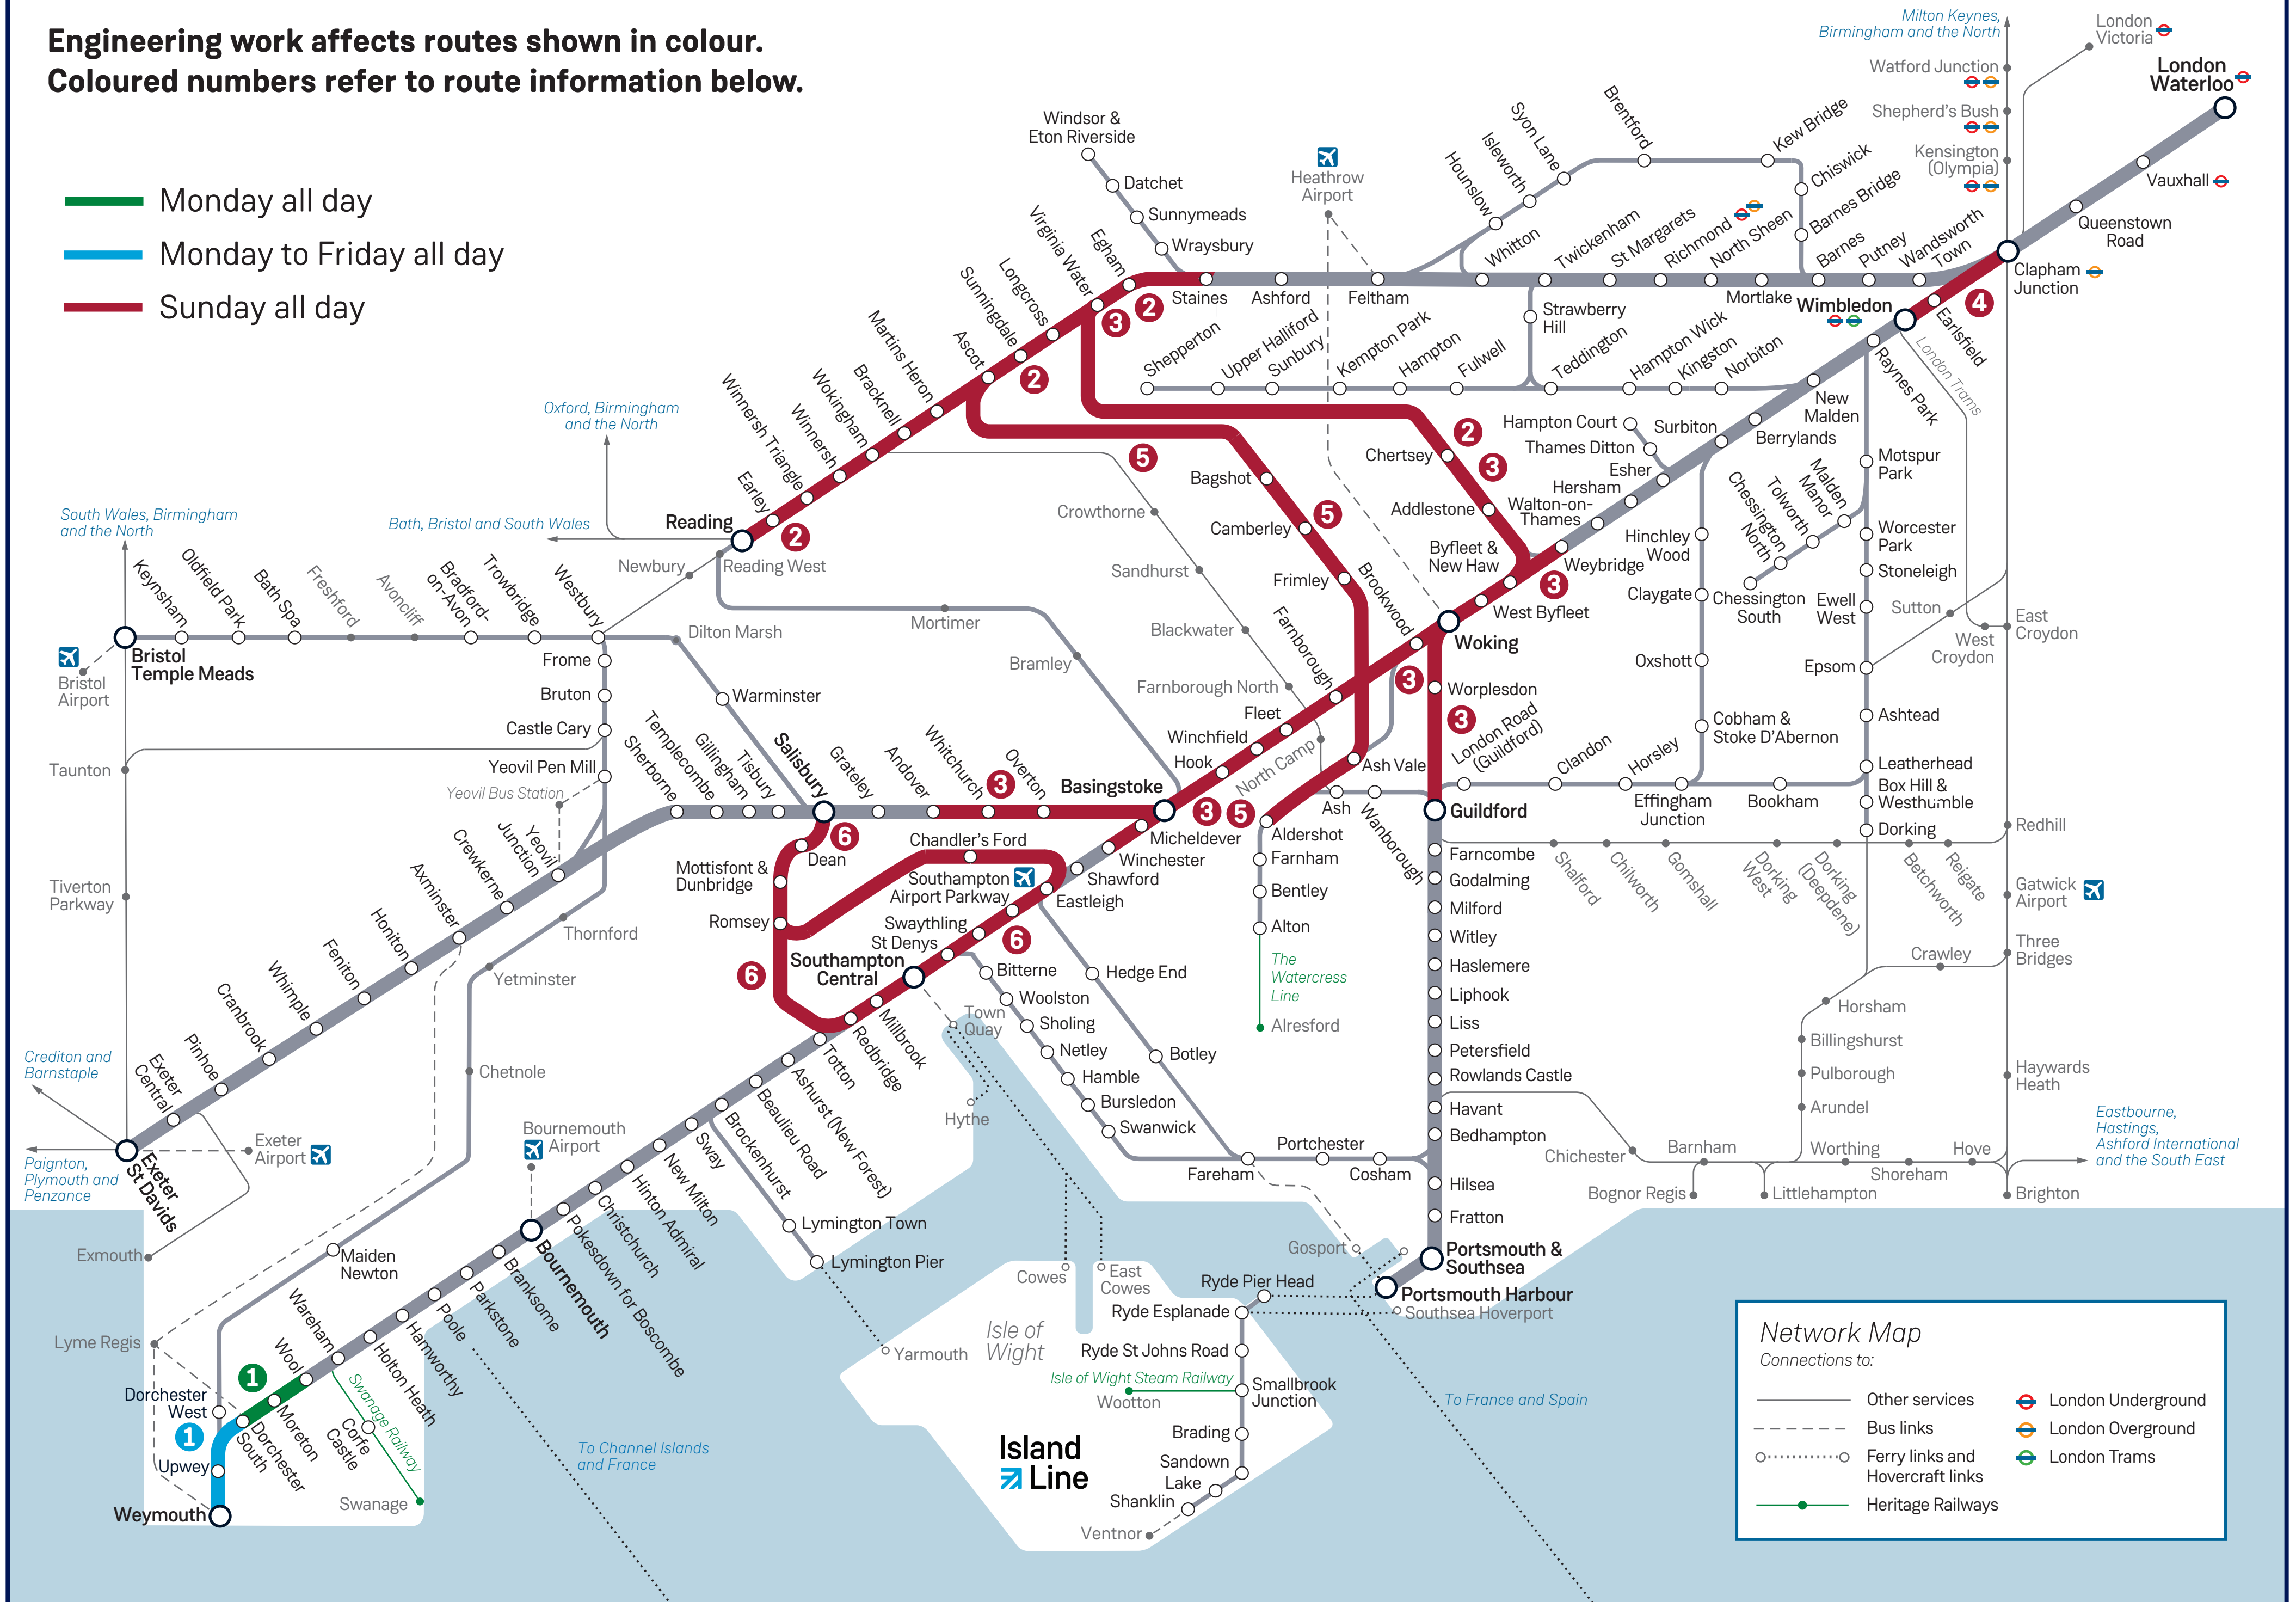 Engineering work affects routes shown in colour.
Coloured numbers refer to route information below.
Monday all day
Monday to Friday all day
Sunday all day
Milton Keynes,
Birmingham and the North
London
Victoria
Watford Junction
London
Waterloo
Shepherd's Bush
Kensington
(Olympia)
Vauxhall
Queenstown
Road
Clapham
Junction
4
Windsor &
Eton Riverside
Datchet
Sunnymeads
Wraysbury
Heathrow
Airport
Hounslow
Isleworth
Syon Lane
Brentford
Kew Bridge
Chiswick
Barnes Bridge
Whitton
Twickenham
St Margarets
Richmond
North Sheen
Barnes
Putney
Wandsworth
Town
Mortlake
Wimbledon
Earlsfield
London Trams
Raynes Park
Virginia Water
Egham
Staines
Ashford
Feltham
3
2
Strawberry
Hill
Shepperton
Upper Halliford
Sunbury
Kempton Park
Hampton
Fulwell
Teddington
Hampton Wick
Kingston
Norbiton
New
Malden
Berrylands
Surbiton
Hampton Court
Thames Ditton
Esher
Hersham
Walton-on-
Thames
Weybridge
Longcross
Sunningdale
Ascot
2
Martins Heron
Bracknell
Wokingham
Winnersh
Winnersh Triangle
Earley
Reading
2
Oxford, Birmingham
and the North
Bath, Bristol and South Wales
South Wales, Birmingham
and the North
Chertsey
2
3
Addlestone
Byfleet &
New Haw
3
West Byfleet
Woking
5
Bagshot
Camberley
5
Frimley
Crowthorne
Sandhurst
Blackwater
Farnborough North
North Camp
Brookwood
3
Farnborough
Fleet
Winchfield
Hook
Ash Vale
Ash
Wanborough
3
5
Aldershot
Farnham
Bentley
Alton
The
Watercress
Line
Alresford
Worplesdon
3
London Road
(Guildford)
Clandon
Horsley
Effingham
Junction
Bookham
Guildford
Hinchley
Wood
Claygate
Oxshott
Cobham &
Stoke D'Abernon
Chessington
North
Tolworth
Malden
Manor
Chessington
South
Motspur
Park
Worcester
Park
Stoneleigh
Ewell
West
Epsom
Ashtead
Leatherhead
Box Hill &
Westhumble
Dorking
Sutton
West
Croydon
East
Croydon
Redhill
Gatwick
Airport
Three
Bridges
Crawley
Haywards
Heath
Shalford
Chilworth
Gomshall
Dorking
West
Dorking
(Deepdene)
Betchworth
Reigate
Horsham
Billingshurst
Pulborough
Arundel
Farncombe
Godalming
Milford
Witley
Haslemere
Liphook
Liss
Petersfield
Rowlands Castle
Havant
Bedhampton
Hilsea
Fratton
Portsmouth &
Southsea
Portsmouth Harbour
Southsea Hoverport
Gosport
Chichester
Barnham
Bognor Regis
Littlehampton
Worthing
Shoreham
Hove
Brighton
Eastbourne,
Hastings,
Ashford International
and the South East
Keynsham
Oldfield Park
Bath Spa
Freshford
Avoncliff
Bradford-
on-Avon
Trowbridge
Westbury
Newbury
Reading West
Mortimer
Bramley
Bristol
Temple Meads
Bristol
Airport
Dilton Marsh
Warminster
Frome
Bruton
Castle Cary
Yeovil Pen Mill
Yeovil Bus Station
Taunton
Tiverton
Parkway
Yeovil
Junction
Sherborne
Templecombe
Gillingham
Tisbury
Salisbury
Grateley
Andover
Whitchurch
3
Overton
Basingstoke
6
Dean
Mottisfont &
Dunbridge
Romsey
6
Chandler's Ford
Southampton
Airport Parkway
Micheldever
Winchester
Shawford
Eastleigh
Swaythling
St Denys
6
Southampton
Central
Millbrook
Redbridge
Totton
Bitterne
Woolston
Sholing
Netley
Hamble
Bursledon
Swanwick
Hedge End
Botley
Fareham
Portchester
Cosham
Town
Quay
Hythe
Crewkerne
Axminster
Honiton
Feniton
Whimple
Cranbrook
Pinhoe
Exeter
Central
Exeter
St Davids
Exeter
Airport
Exmouth
Crediton and
Barnstaple
Paignton,
Plymouth and
Penzance
Thornford
Yetminster
Chetnole
Maiden
Newton
Lyme Regis
Ashurst (New Forest)
Beaulieu Road
Brockenhurst
Sway
New Milton
Hinton Admiral
Christchurch
Pokesdown for Boscombe
Bournemouth
Bournemouth
Airport
Branksome
Parkstone
Poole
Hamworthy
Holton Heath
Wareham
Wool
1
Moreton
Dorchester
South
Dorchester
West
1
Upwey
Weymouth
Swanage Railway
Corfe
Castle
Swanage
Lymington Town
Lymington Pier
Yarmouth
Cowes
East
Cowes
Isle of
Wight
Ryde Pier Head
Ryde Esplanade
Ryde St Johns Road
Isle of Wight Steam Railway
Wootton
Smallbrook
Junction
Brading
Sandown
Lake
Shanklin
Ventnor
Island
Line
To Channel Islands
and France
To France and Spain
Network Map
Connections to:
Other services
Bus links
Ferry links and
Hovercraft links
Heritage Railways
London Underground
London Overground
London Trams